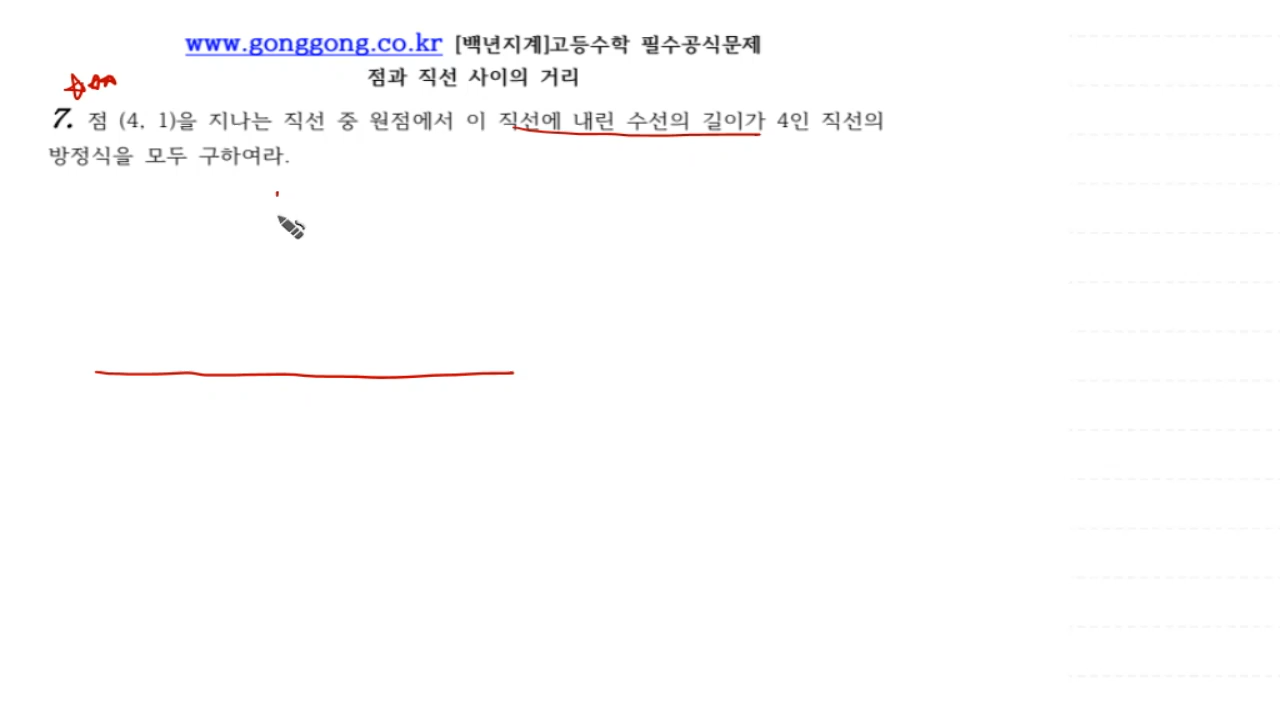 www.gonggong.co.kr [백년지계]고등수학 필수공식문제
점과 직선 사이의 거리
7. 점 (4, 1)을 지나는 직선 중 원점에서 이 직선에 내린 수선의 길이가 4인 직선의
방정식을 모두 구하여라.